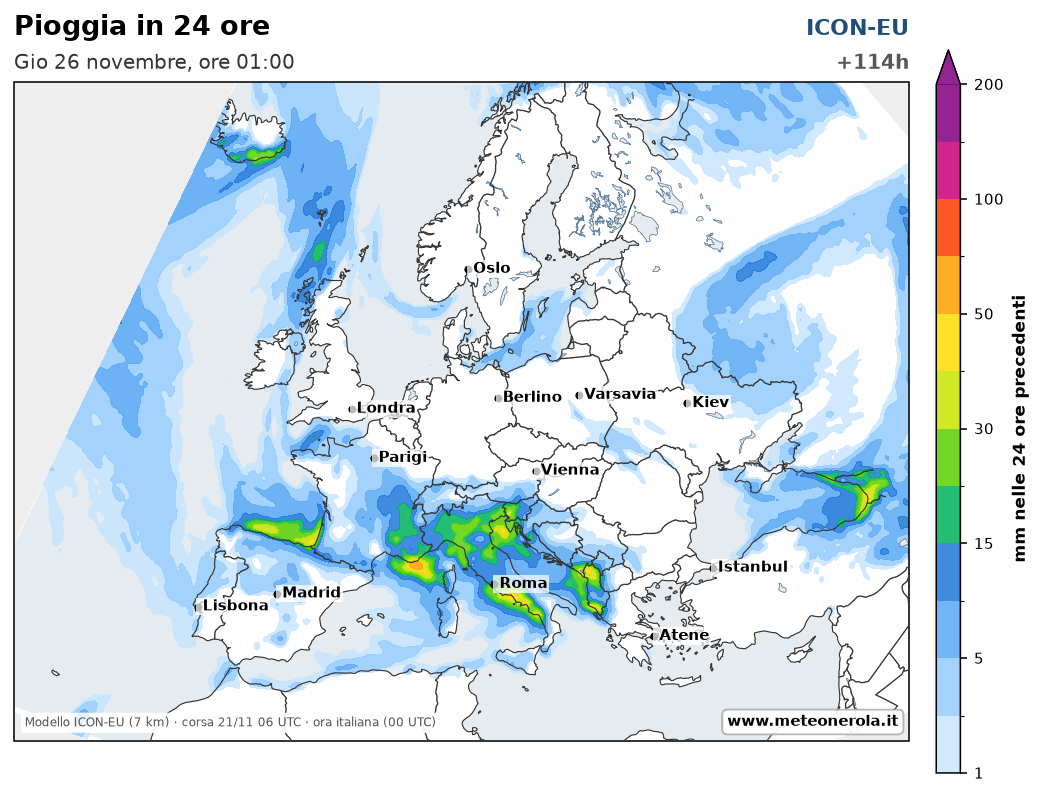 Pioggia in 24 ore
ICON-EU
Gio 26 novembre, ore 01:00
+114h
200
100
50
30
15
5
1
mm nelle 24 ore precedenti
Oslo
Berlino
Varsavia
Kiev
Londra
Parigi
Vienna
Istanbul
Roma
Madrid
Lisbona
Atene
Modello ICON-EU (7 km) · corsa 21/11 06 UTC · ora italiana (00 UTC)
www.meteonerola.it